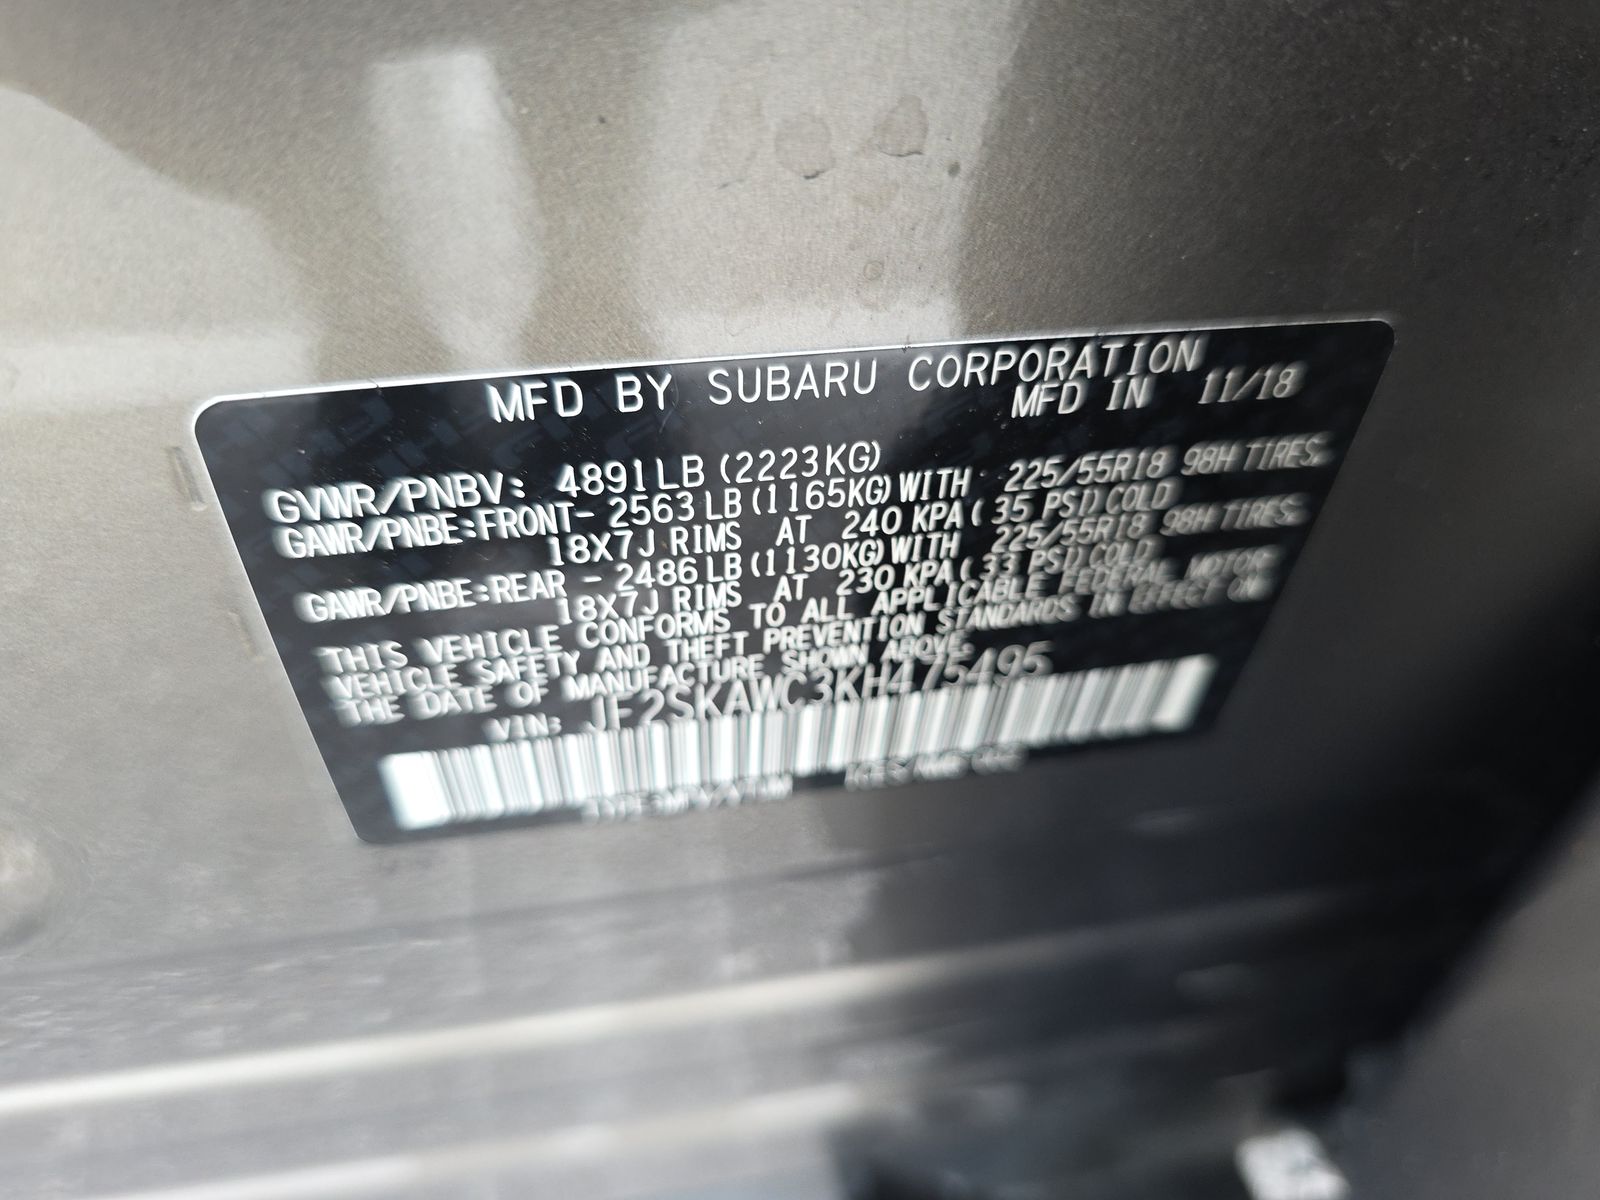 MFD BY SUBARU CORPORATION
MFD IN 11/18
GVWR/PNBV: 4891LB (2223KG)
GAWR/PNBE:FRONT- 2563 LB (1165KG) WITH 225/55R18 98H TIRES,
18X7J RIMS AT 240 KPA ( 35 PSI) COLD
GAWR/PNBE:REAR - 2486 LB (1130KG) WITH 225/55R18 98H TIRES,
18X7J RIMS AT 230 KPA ( 33 PSI) COLD
THIS VEHICLE CONFORMS TO ALL APPLICABLE FEDERAL MOTOR
VEHICLE SAFETY AND THEFT PREVENTION STANDARDS IN EFFECT ON
THE DATE OF MANUFACTURE SHOWN ABOVE.
VIN: JF2SKAWC3KH475495